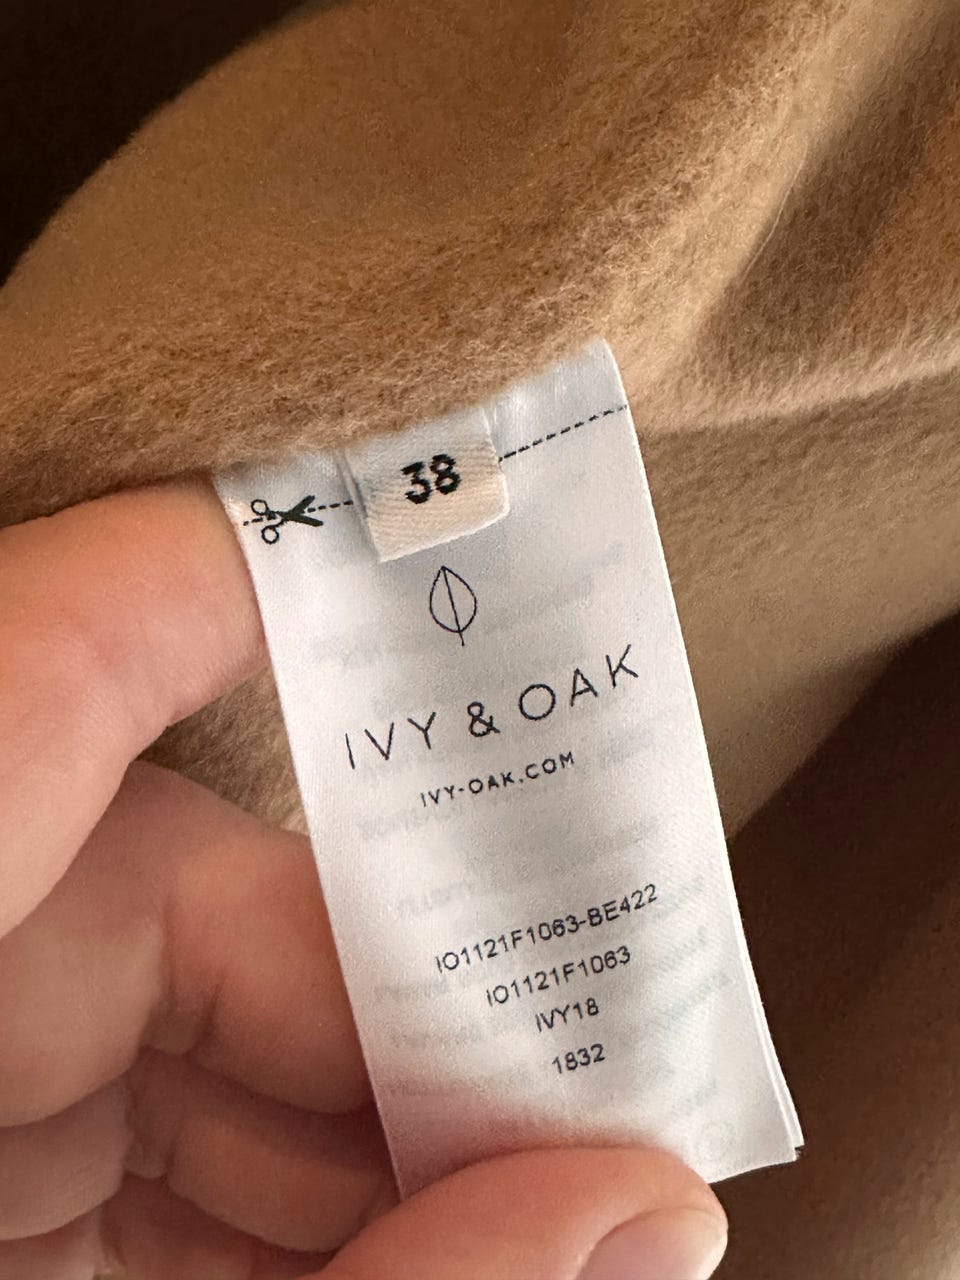 38
IVY & OAK
IVY-OAK.COM
IO1121F1063-BE422
IO1121F1063
IVY18
1832